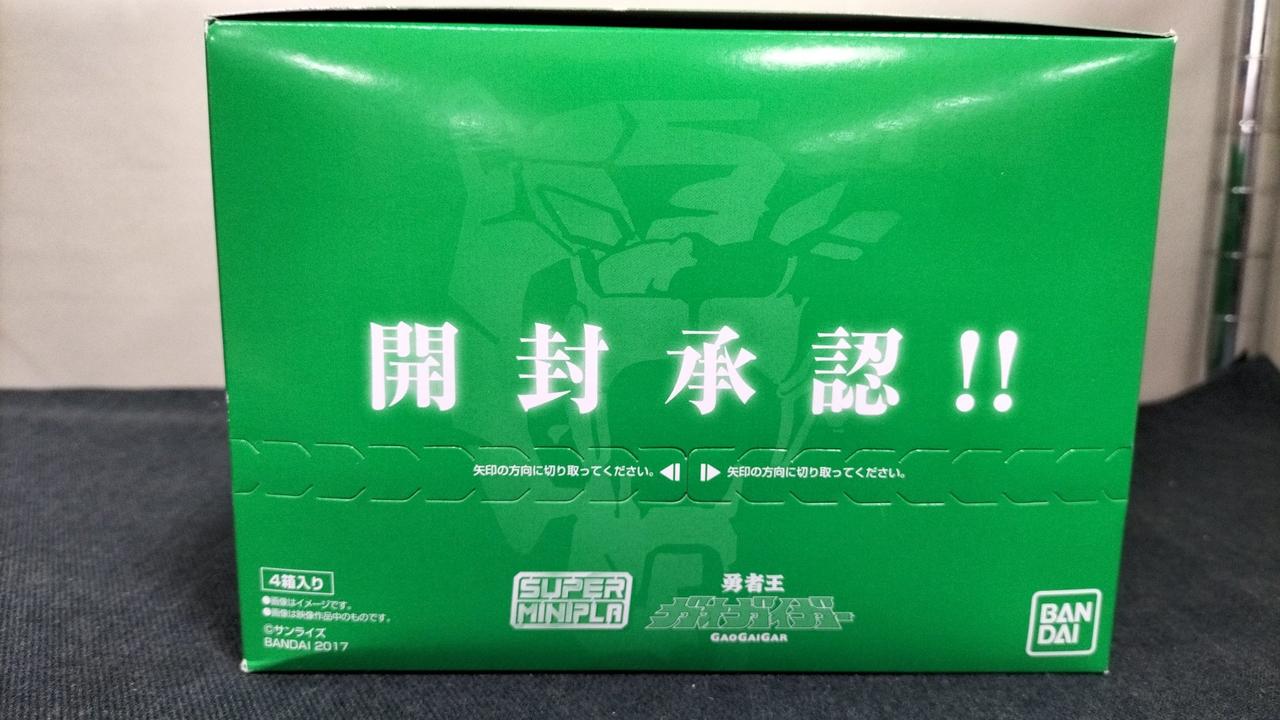 開封承認!!
矢印の方向に切り取ってください。
矢印の方向に切り取ってください。
4箱入り
●画像はイメージです。
●画像は映像作品中のものです。
©サンライズ
BANDAI 2017
SUPER
MINIPLA
勇者王
ガオガイガー
GAOGAIGAR
BAN
DAI